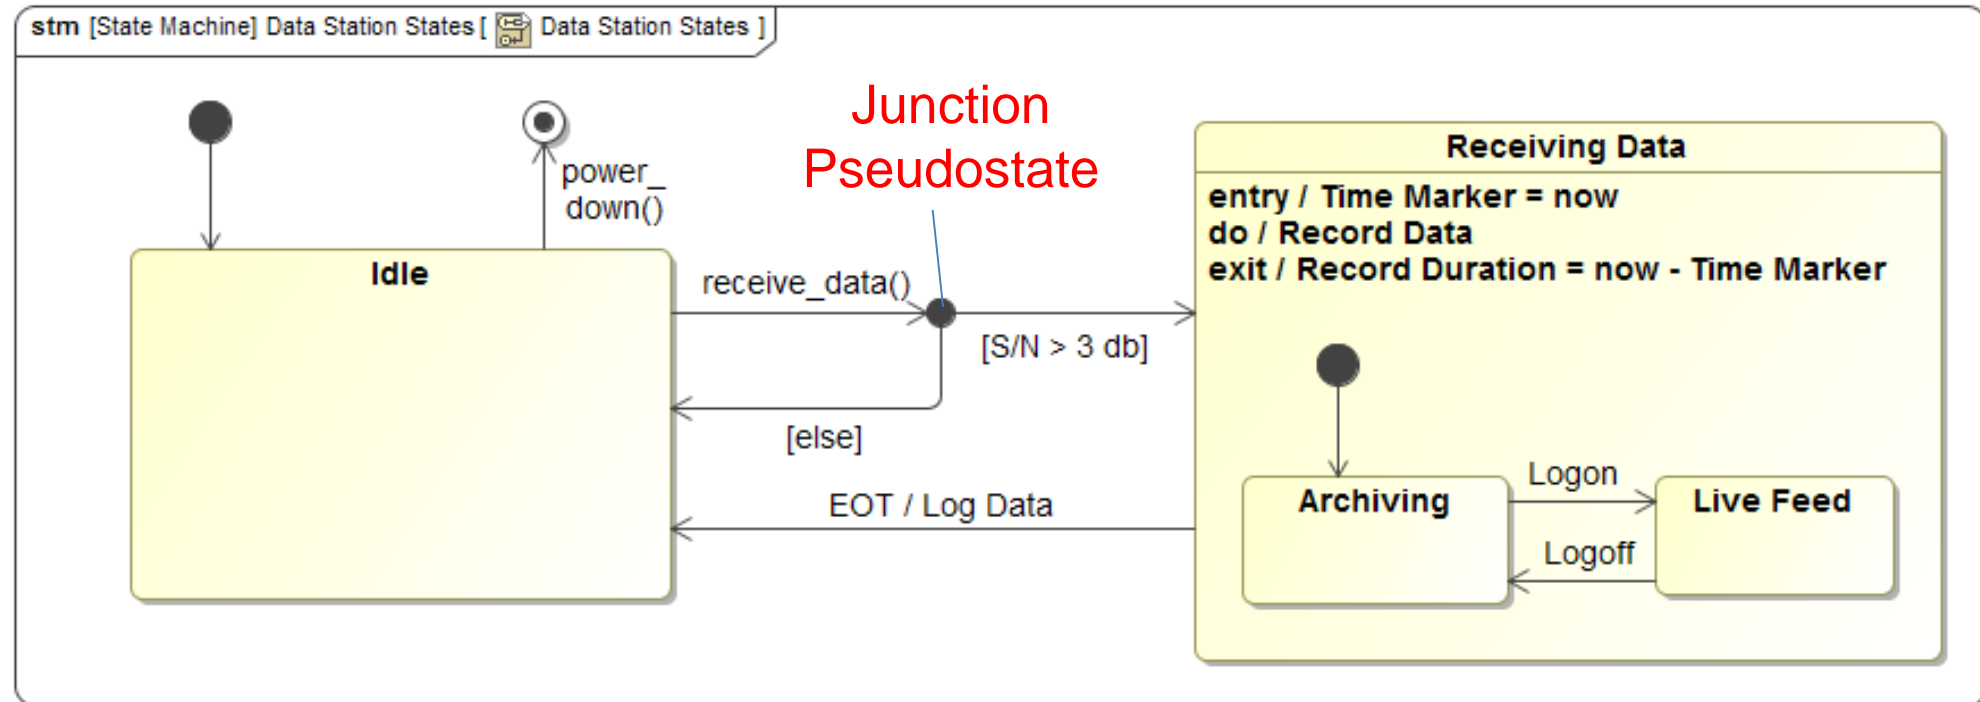 stm [State Machine] Data Station States [ Data Station States ]
Junction
Pseudostate
power_
down()
Receiving Data
entry / Time Marker = now
do / Record Data
exit / Record Duration = now - Time Marker
Idle
receive_data()
[S/N > 3 db]
[else]
EOT / Log Data
Archiving
Logon
Live Feed
Logoff